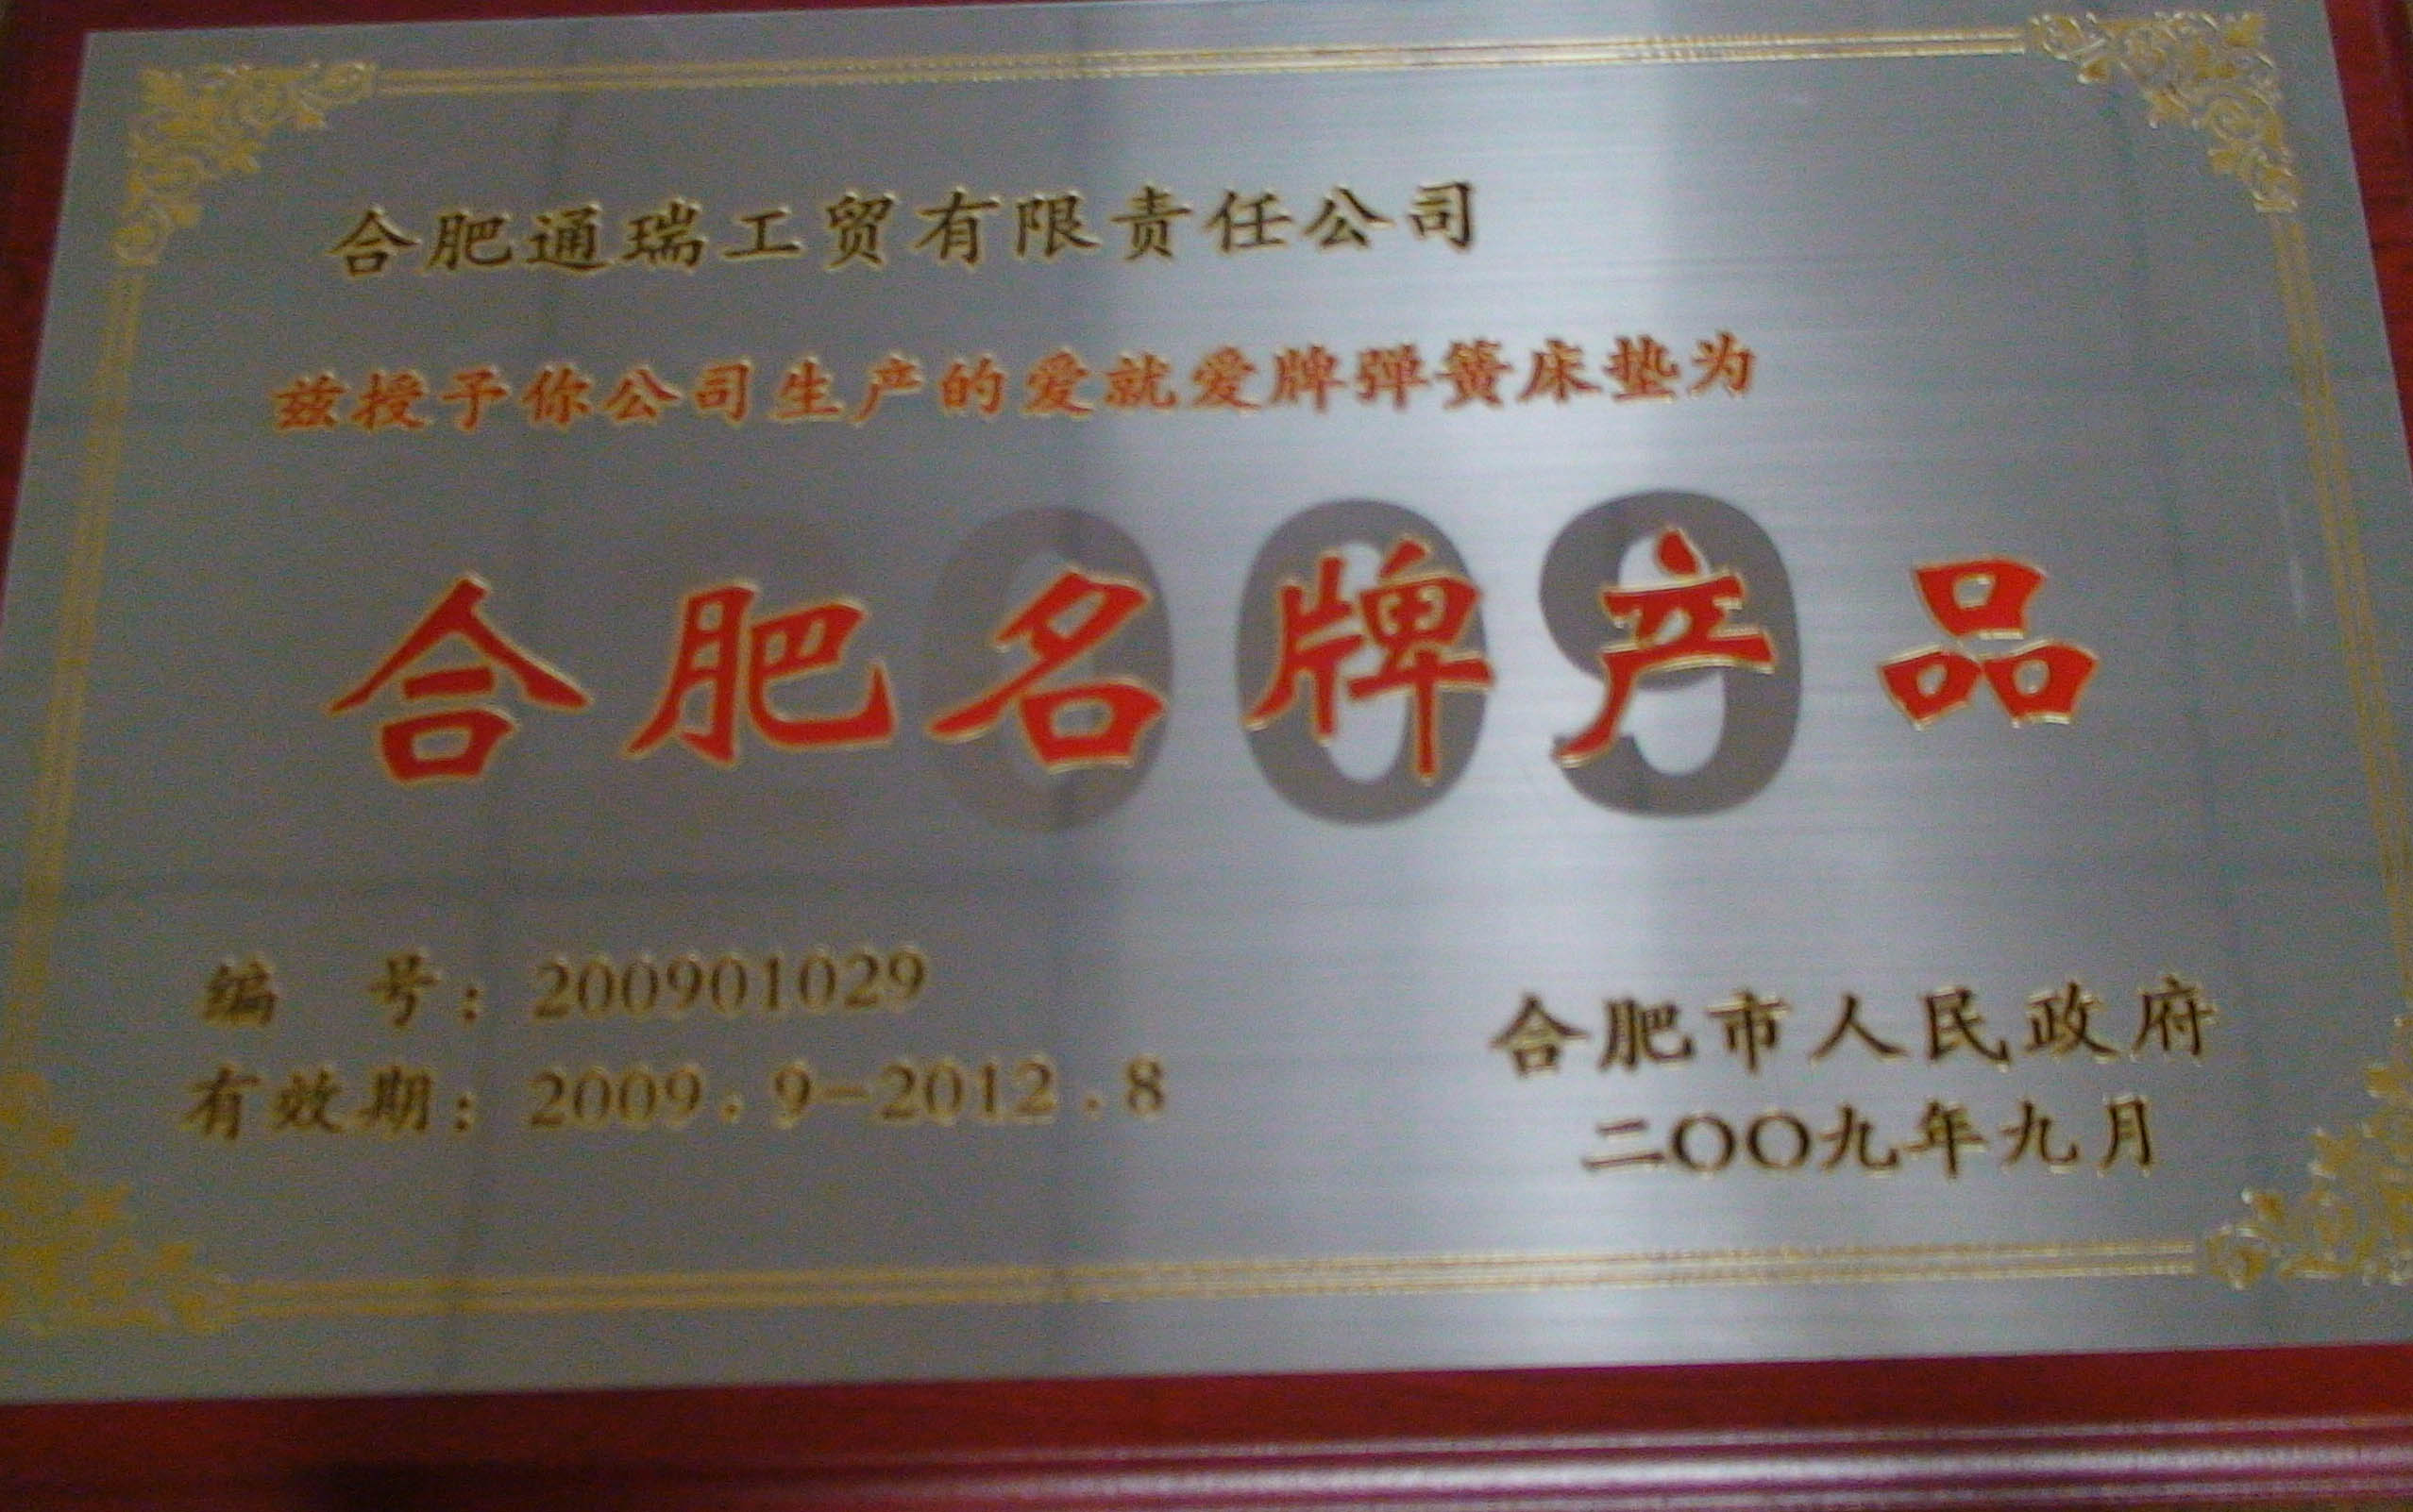 合肥通瑞工贸有限责任公司
兹授予你公司生产的爱就爱牌弹簧床垫为
009
合肥名牌产品
编 号：200901029
有效期：2009.9-2012.8
合肥市人民政府
二〇〇九年九月